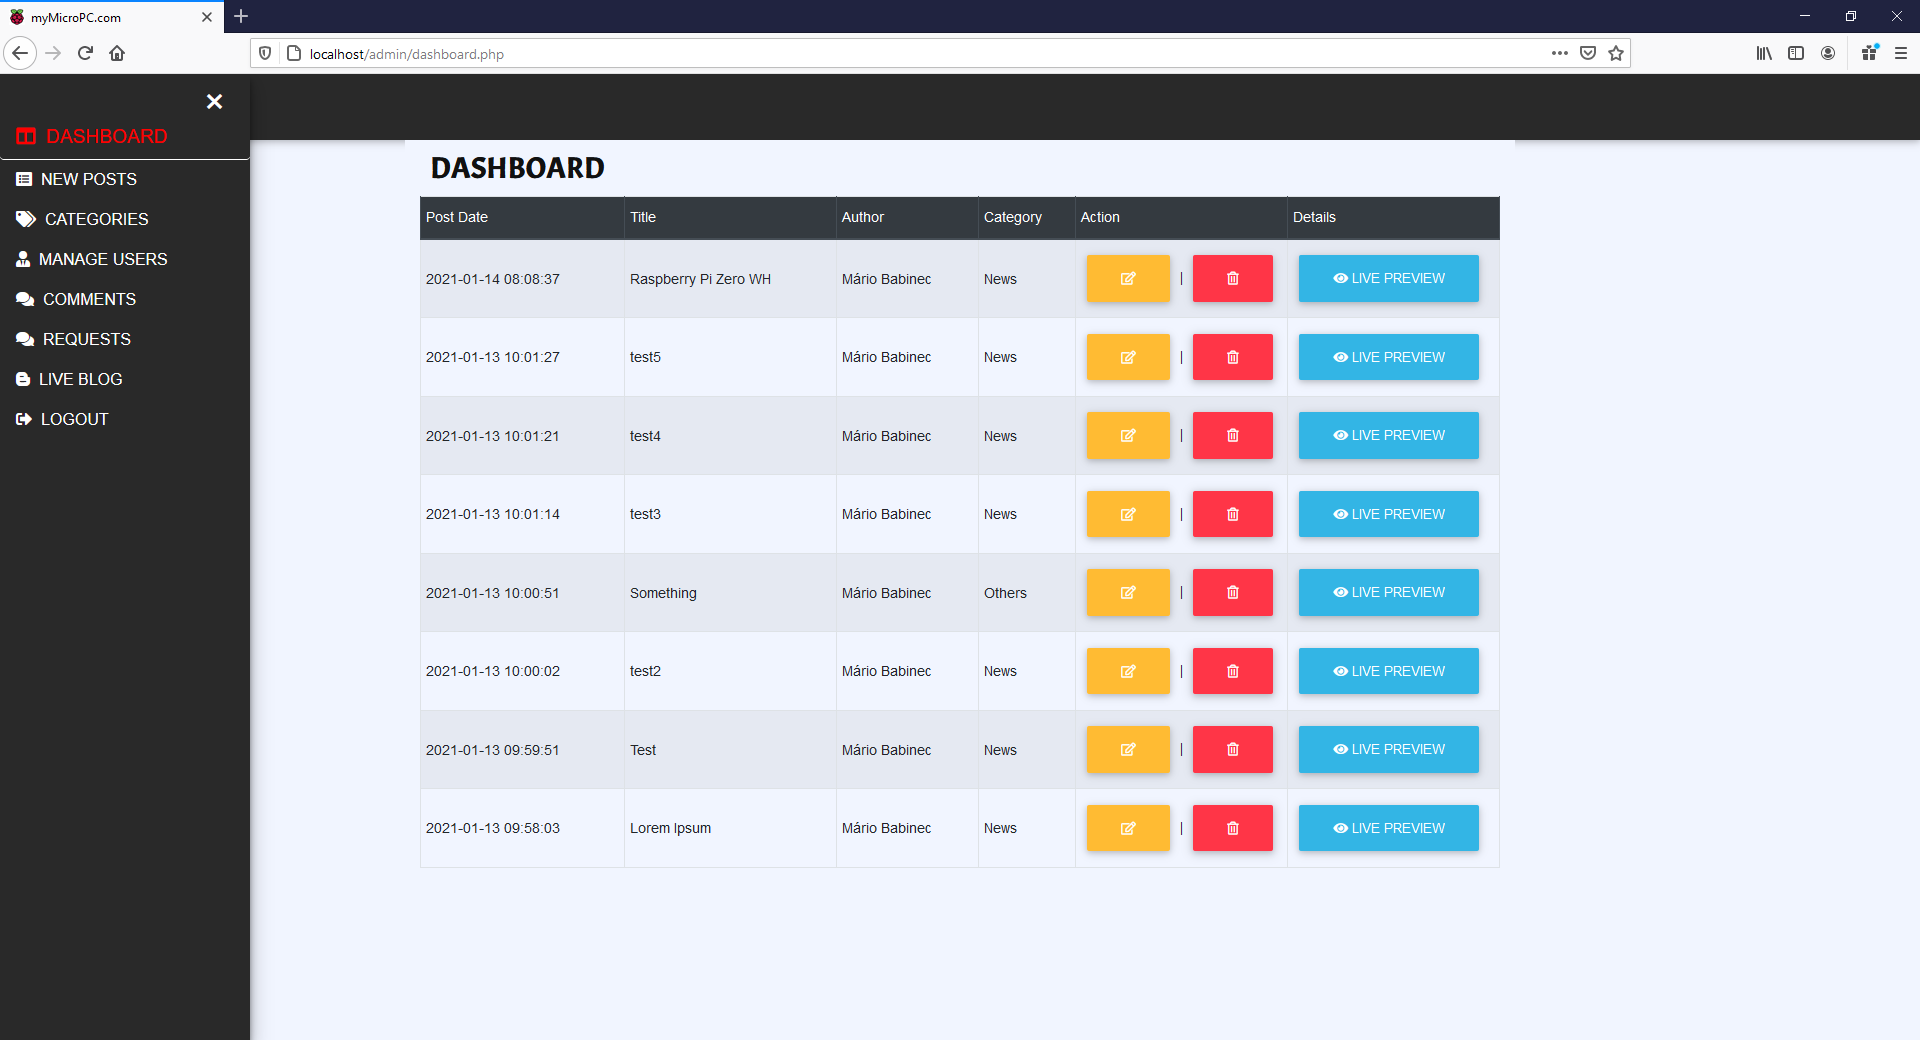 myMicroPC.com
localhost/admin/dashboard.php
DASHBOARD
NEW POSTS
CATEGORIES
MANAGE USERS
COMMENTS
REQUESTS
LIVE BLOG
LOGOUT
DASHBOARD
Post Date Title Author Category Action Details
2021-01-14 08:08:37 Raspberry Pi Zero WH Mário Babinec News | LIVE PREVIEW
2021-01-13 10:01:27 test5 Mário Babinec News | LIVE PREVIEW
2021-01-13 10:01:21 test4 Mário Babinec News | LIVE PREVIEW
2021-01-13 10:01:14 test3 Mário Babinec News | LIVE PREVIEW
2021-01-13 10:00:51 Something Mário Babinec Others | LIVE PREVIEW
2021-01-13 10:00:02 test2 Mário Babinec News | LIVE PREVIEW
2021-01-13 09:59:51 Test Mário Babinec News | LIVE PREVIEW
2021-01-13 09:58:03 Lorem Ipsum Mário Babinec News | LIVE PREVIEW